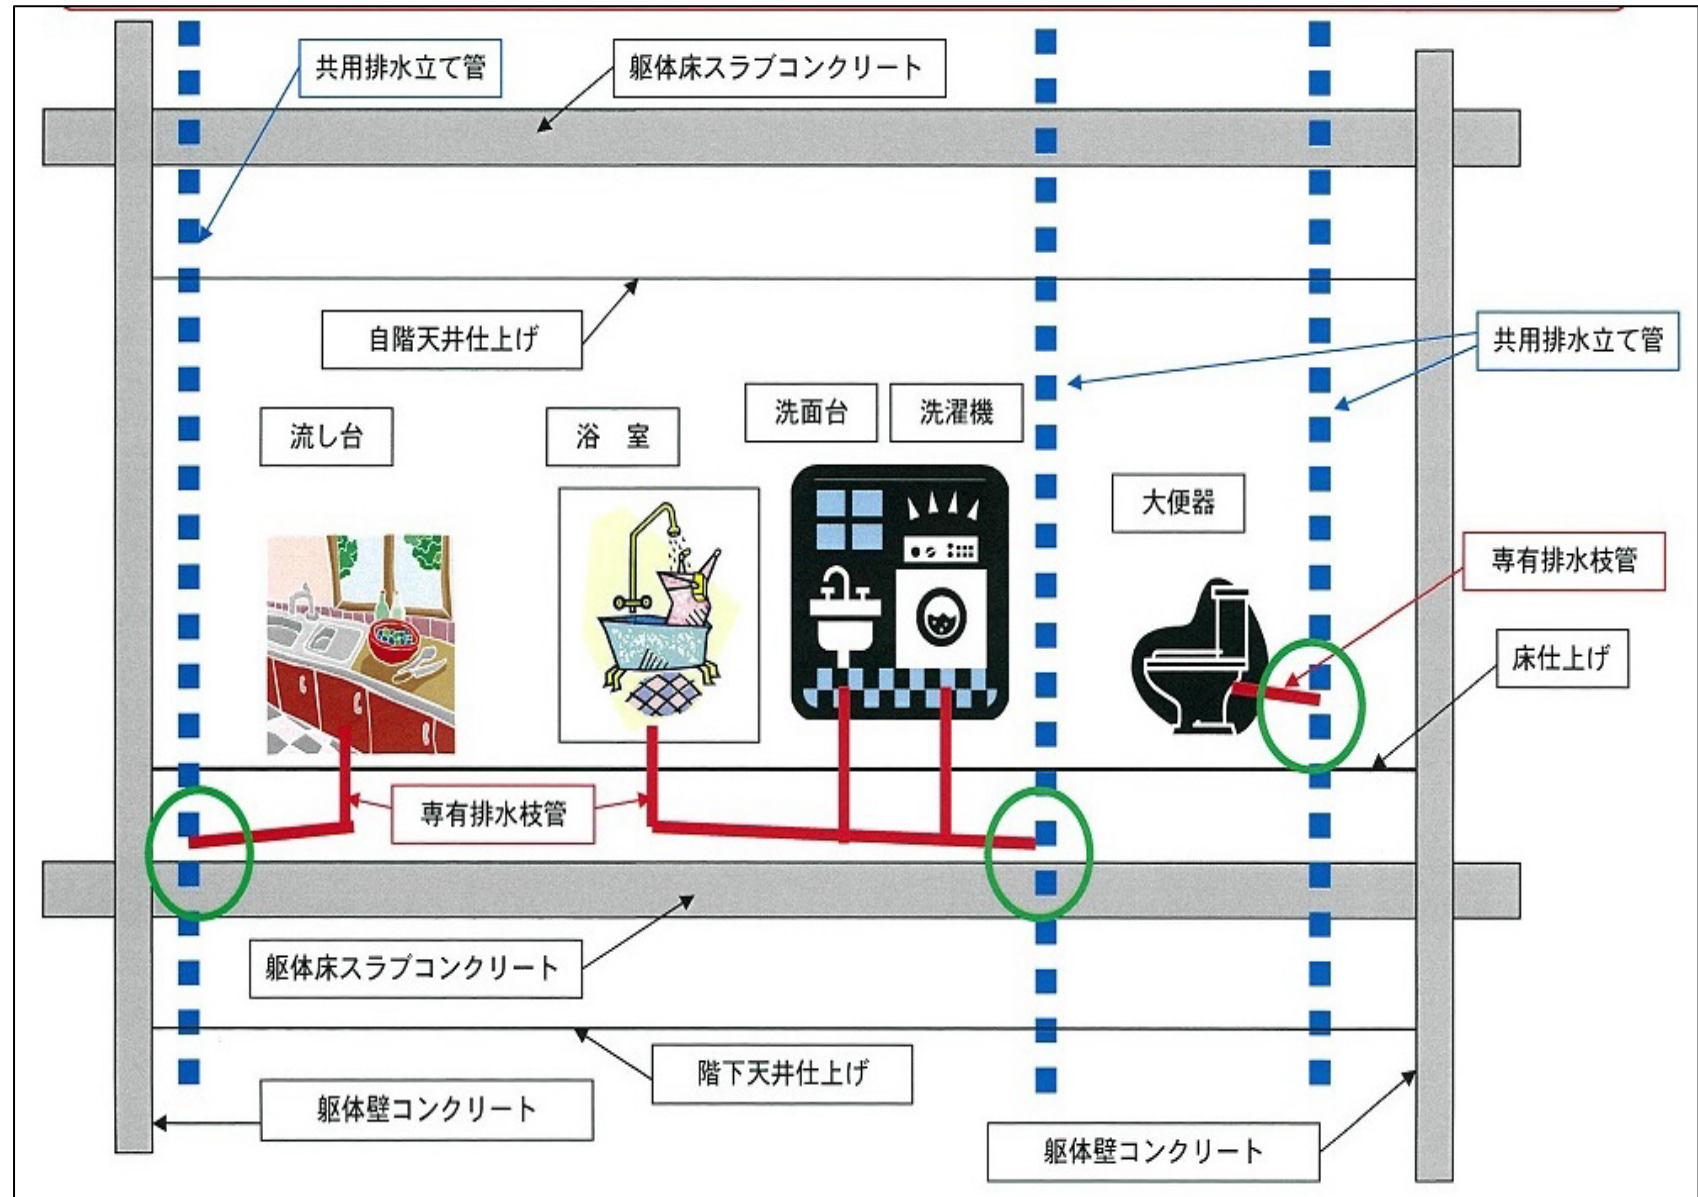 共用排水立て管
躯体床スラブコンクリート
自階天井仕上げ
共用排水立て管
流し台
浴　室
洗面台
洗濯機
大便器
専有排水枝管
床仕上げ
専有排水枝管
躯体床スラブコンクリート
階下天井仕上げ
躯体壁コンクリート
躯体壁コンクリート